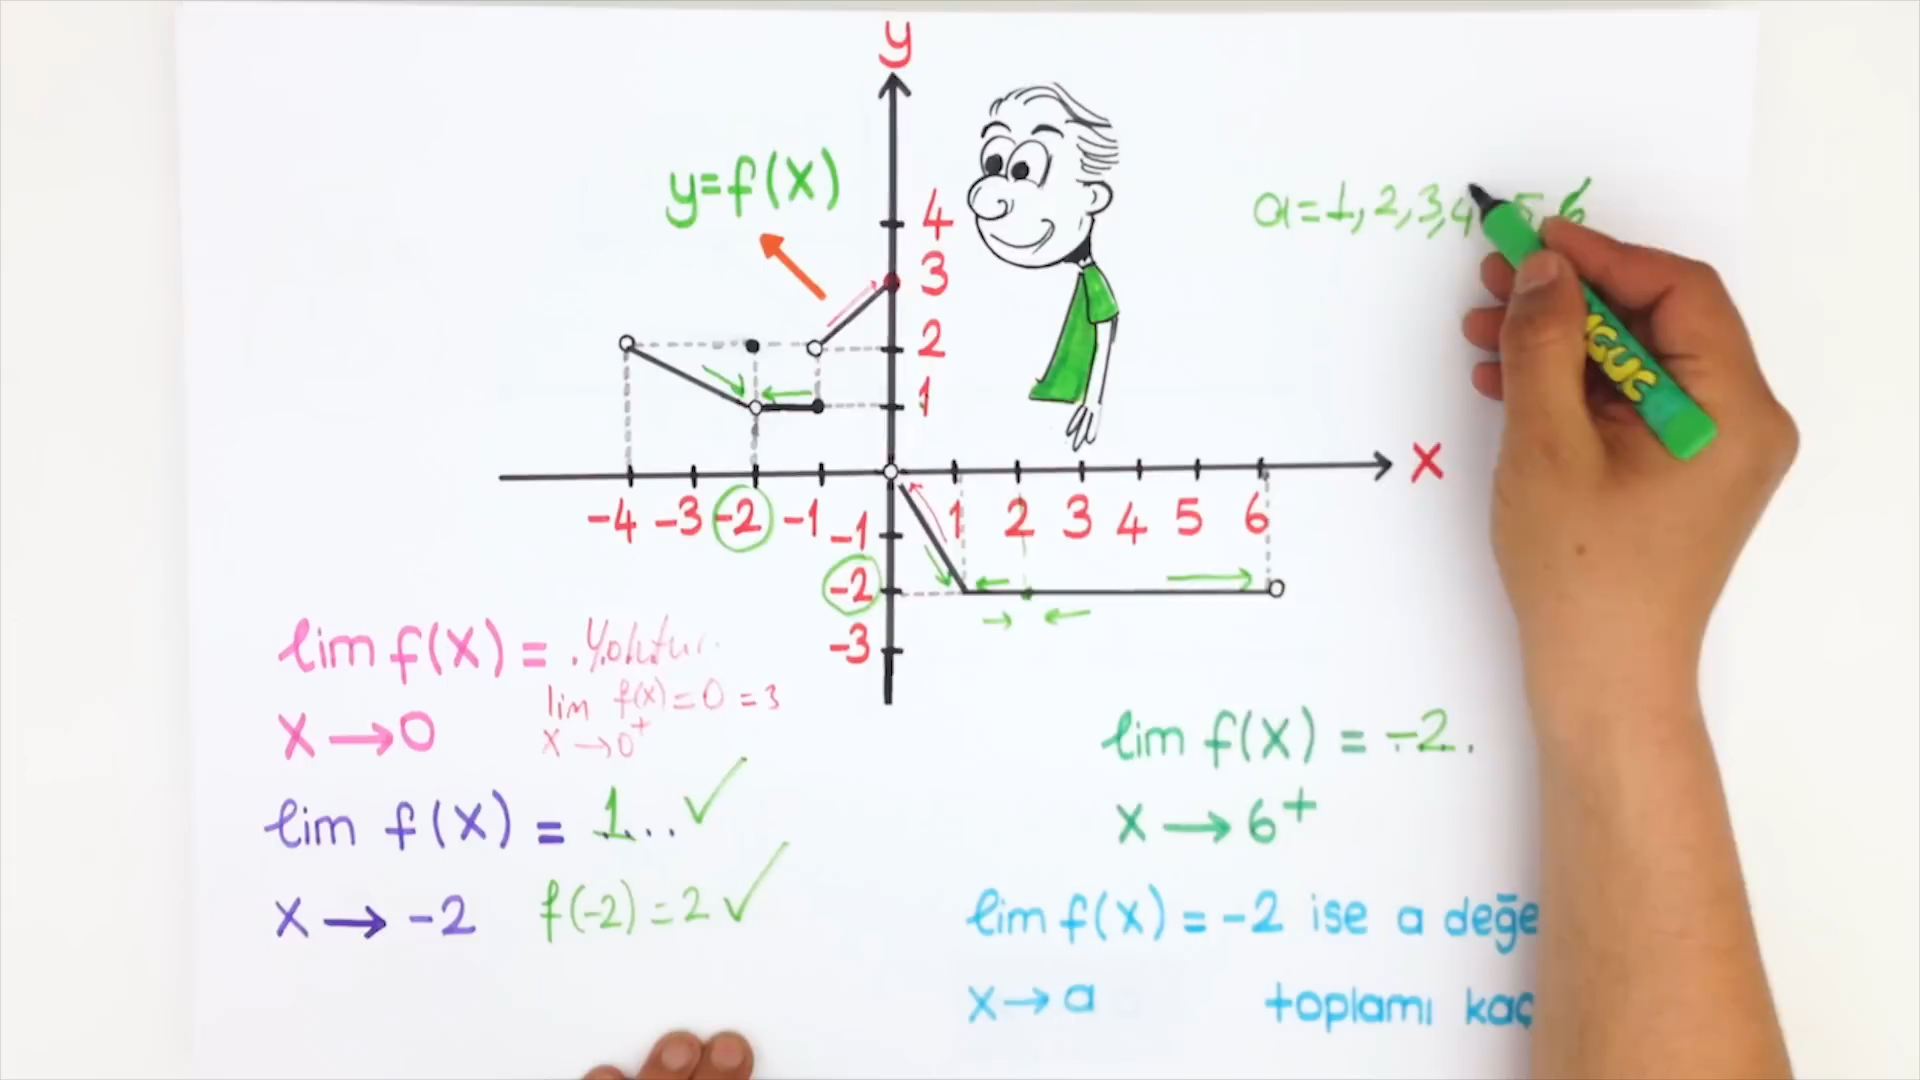 y
y=f(x)
a=1,2,3,4,5,6
4
3
2
1
x
-4 -3 -2 -1 1 2 3 4 5 6
-1
-2
-3
lim f(x) = .Yoktur.
x→0
lim f(x)=0=3
x→0⁺
lim f(x) = 1...
x→-2
f(-2)=2
lim f(x) = -2.
x→6⁺
lim f(x) = -2 ise a değe
x→a toplamı kaç